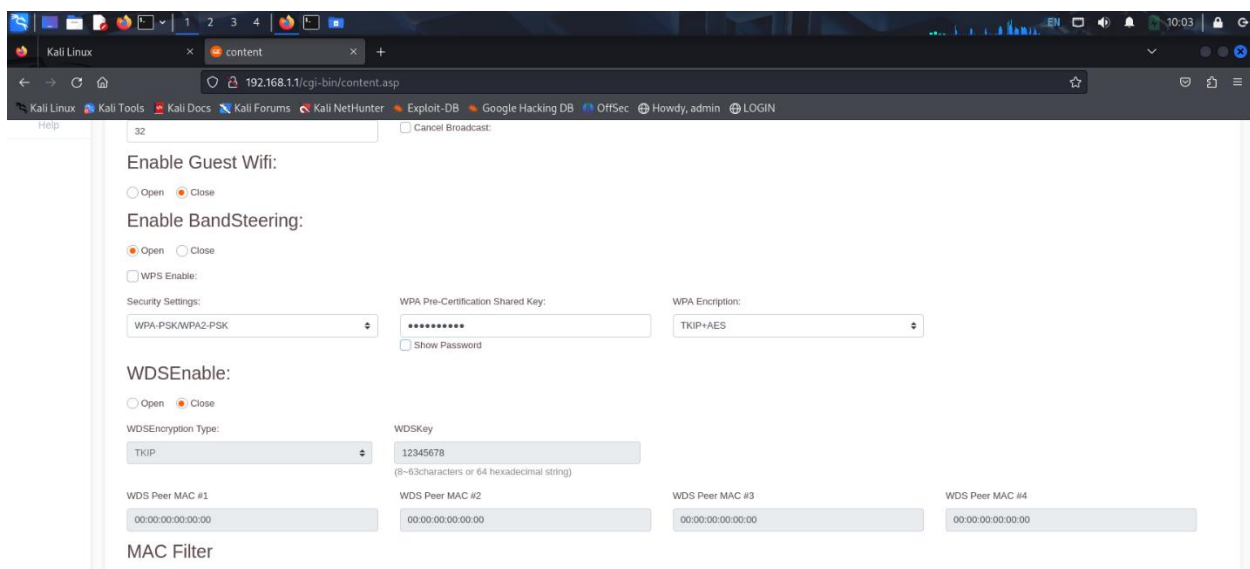 1 2 3 4 EN 10:03
Kali Linux content
192.168.1.1/cgi-bin/content.asp
Kali Linux Kali Tools Kali Docs Kali Forums Kali NetHunter Exploit-DB Google Hacking DB OffSec Howdy, admin LOGIN
Help
32 Cancel Broadcast:
Enable Guest Wifi:
Open Close
Enable BandSteering:
Open Close
WPS Enable:
Security Settings: WPA Pre-Certification Shared Key: WPA Encription:
WPA-PSK/WPA2-PSK •••••••••• TKIP+AES
Show Password
WDSEnable:
Open Close
WDSEncryption Type: WDSKey
TKIP 12345678
(8~63characters or 64 hexadecimal string)
WDS Peer MAC #1 WDS Peer MAC #2 WDS Peer MAC #3 WDS Peer MAC #4
00:00:00:00:00:00 00:00:00:00:00:00 00:00:00:00:00:00 00:00:00:00:00:00
MAC Filter